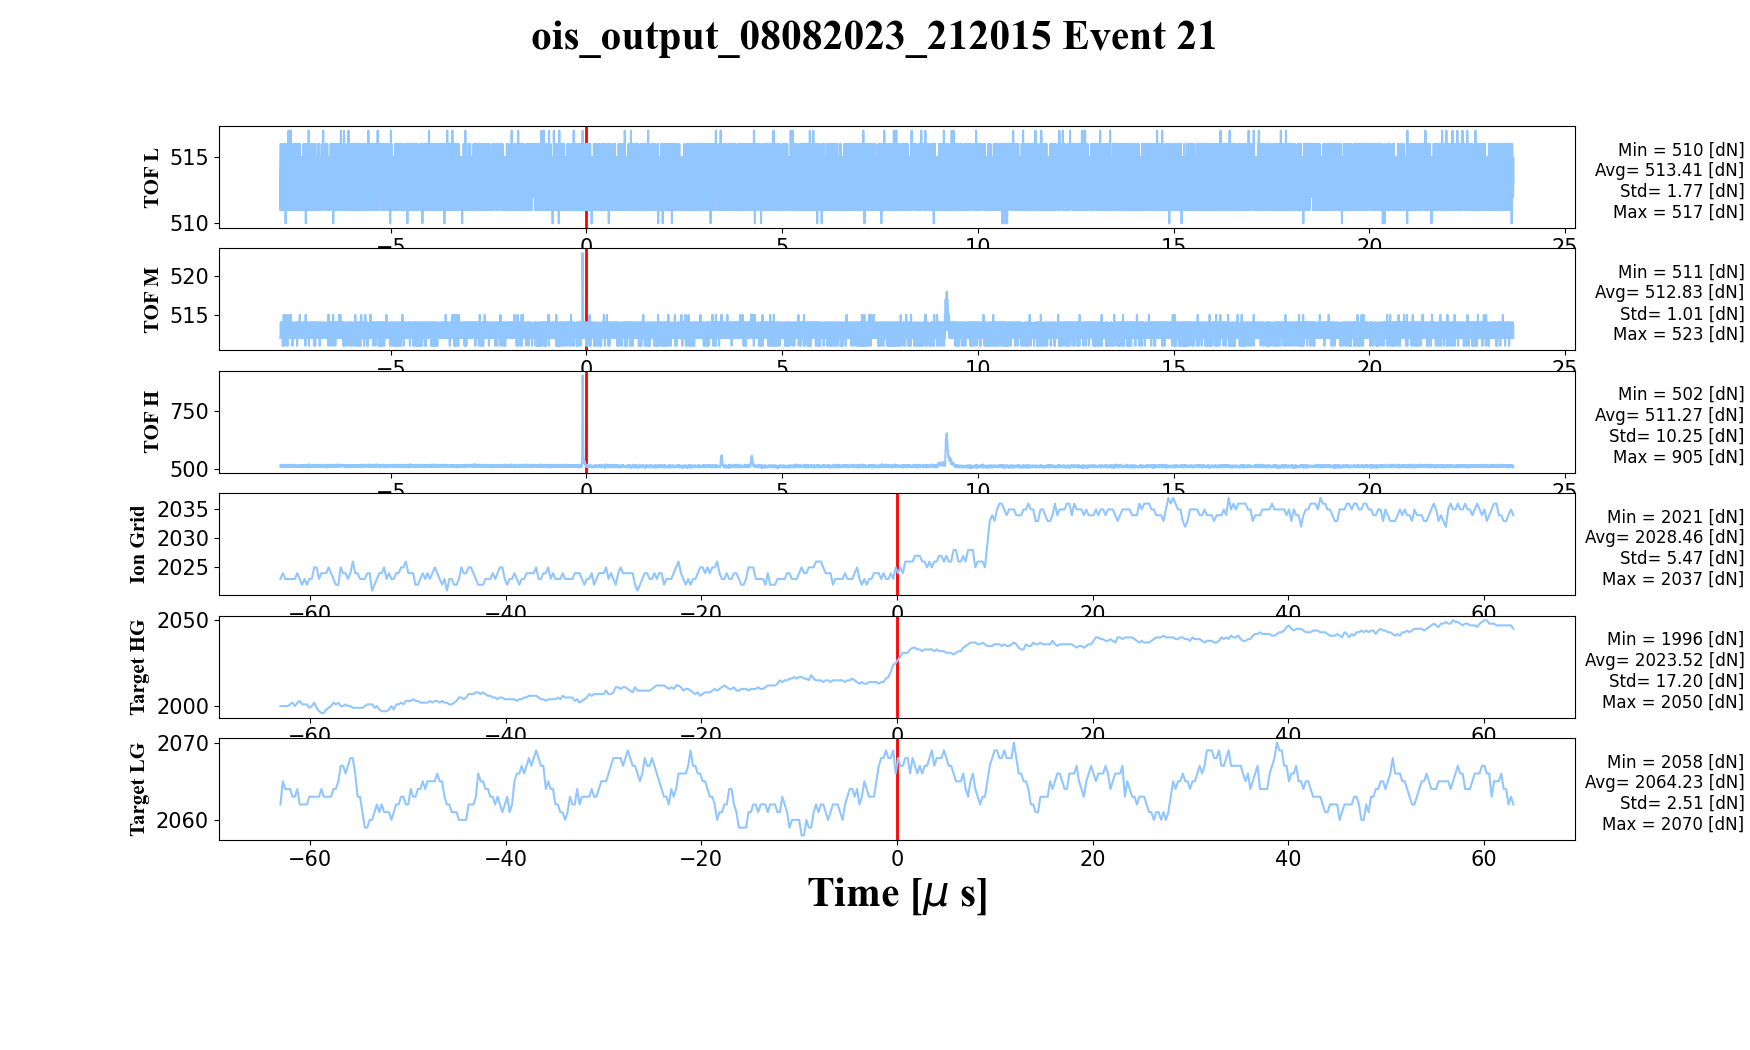 ois_output_08082023_212015 Event 21
TOF L
515
510
Min = 510 [dN]
Avg= 513.41 [dN]
Std= 1.77 [dN]
Max = 517 [dN]
−5 0 5 10 15 20 25
TOF M
520
515
Min = 511 [dN]
Avg= 512.83 [dN]
Std= 1.01 [dN]
Max = 523 [dN]
−5 0 5 10 15 20 25
TOF H
750
500
Min = 502 [dN]
Avg= 511.27 [dN]
Std= 10.25 [dN]
Max = 905 [dN]
−5 0 5 10 15 20 25
Ion Grid
2035
2030
2025
Min = 2021 [dN]
Avg= 2028.46 [dN]
Std= 5.47 [dN]
Max = 2037 [dN]
−60 −40 −20 0 20 40 60
Target HG
2050
2000
Min = 1996 [dN]
Avg= 2023.52 [dN]
Std= 17.20 [dN]
Max = 2050 [dN]
−60 −40 −20 0 20 40 60
Target LG
2070
2060
Min = 2058 [dN]
Avg= 2064.23 [dN]
Std= 2.51 [dN]
Max = 2070 [dN]
−60 −40 −20 0 20 40 60
Time [μ s]